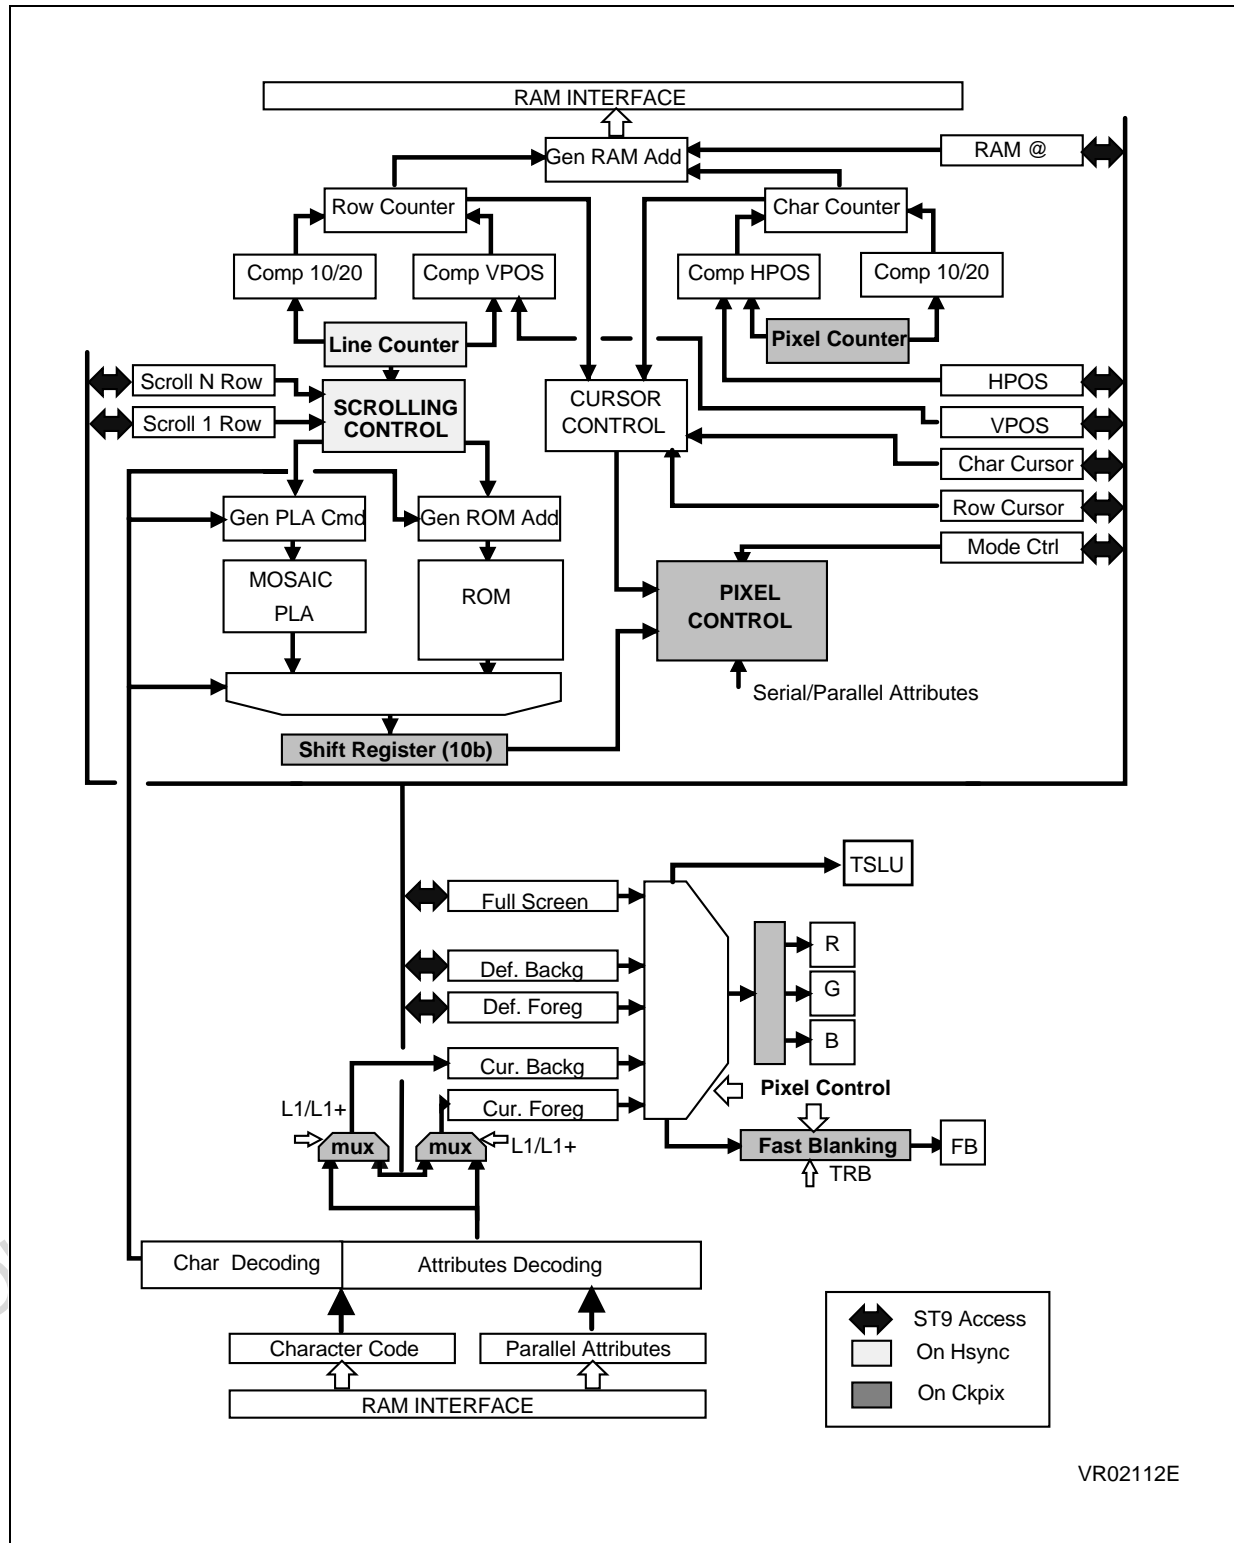 RAM INTERFACE
Gen RAM Add
RAM @
Row Counter
Char Counter
Comp 10/20
Comp VPOS
Comp HPOS
Comp 10/20
Line Counter
Pixel Counter
Scroll N Row
HPOS
Scroll 1 Row
SCROLLING
CONTROL
CURSOR
CONTROL
VPOS
Char Cursor
Row Cursor
Gen PLA Cmd
Gen ROM Add
Mode Ctrl
MOSAIC
PLA
ROM
PIXEL
CONTROL
Serial/Parallel Attributes
Shift Register (10b)
TSLU
Full Screen
R
Def. Backg
G
Def. Foreg
B
Cur. Backg
Pixel Control
L1/L1+
Cur. Foreg
mux
mux
L1/L1+
Fast Blanking
FB
TRB
Char Decoding
Attributes Decoding
Character Code
Parallel Attributes
RAM INTERFACE
ST9 Access
On Hsync
On Ckpix
VR02112E